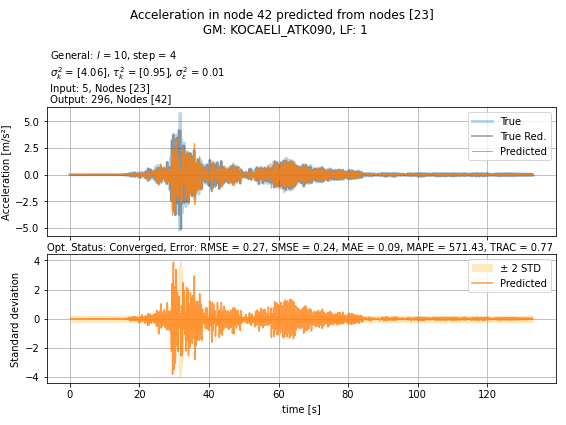 Acceleration in node 42 predicted from nodes [23]
GM: KOCAELI_ATK090, LF: 1
General: l = 10, step = 4
σ²ₖ = [4.06], τ²ₖ = [0.95], σ²ε = 0.01
Input: 5, Nodes [23]
Output: 296, Nodes [42]
Acceleration [m/s²]
5.0
2.5
0.0
−2.5
−5.0
True
True Red.
Predicted
Opt. Status: Converged, Error: RMSE = 0.27, SMSE = 0.24, MAE = 0.09, MAPE = 571.43, TRAC = 0.77
Standard deviation
4
2
0
−2
−4
± 2 STD
Predicted
0 20 40 60 80 100 120
time [s]